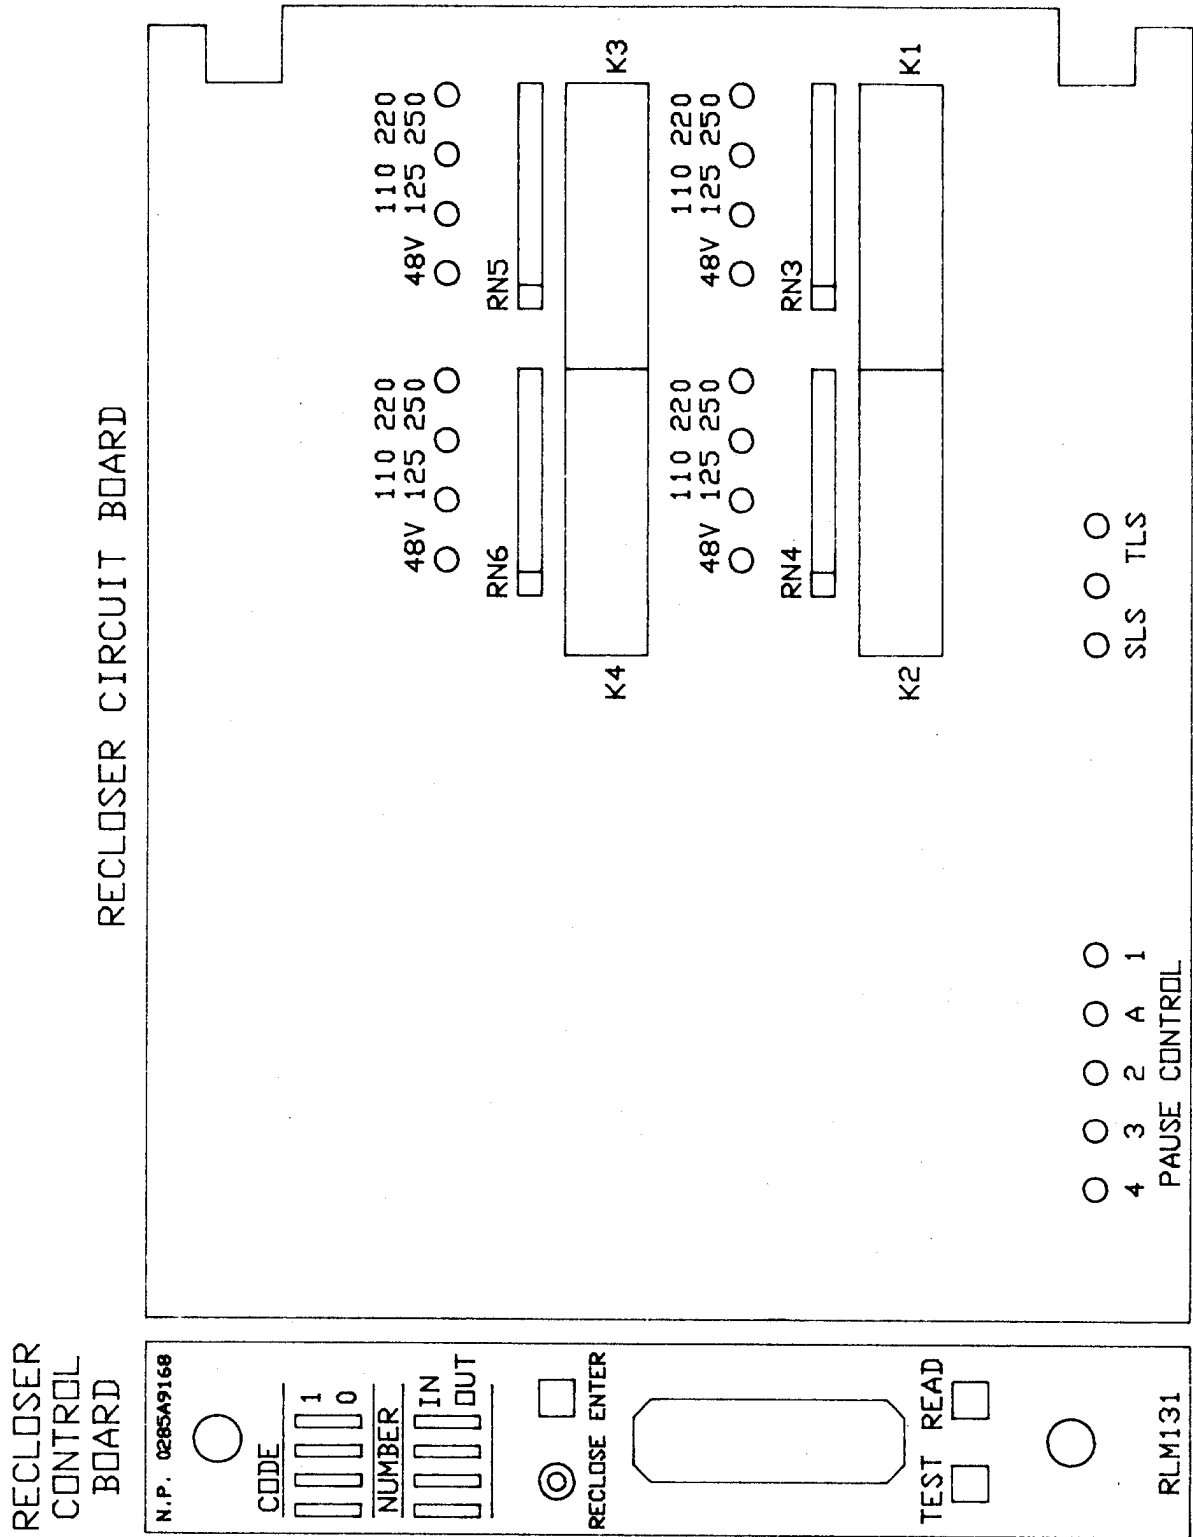 RECLOSER
CONTROL
BOARD
N.P. 0285A9168
CODE
1
0
NUMBER
IN
OUT
RECLOSE ENTER
TEST READ
RLM131
RECLOSER CIRCUIT BOARD
110 220
48V 125 250
RN6
110 220
48V 125 250
RN5
K4
K3
110 220
48V 125 250
RN4
110 220
48V 125 250
RN3
K2
K1
4 3 2 A 1
PAUSE CONTROL
SLS TLS